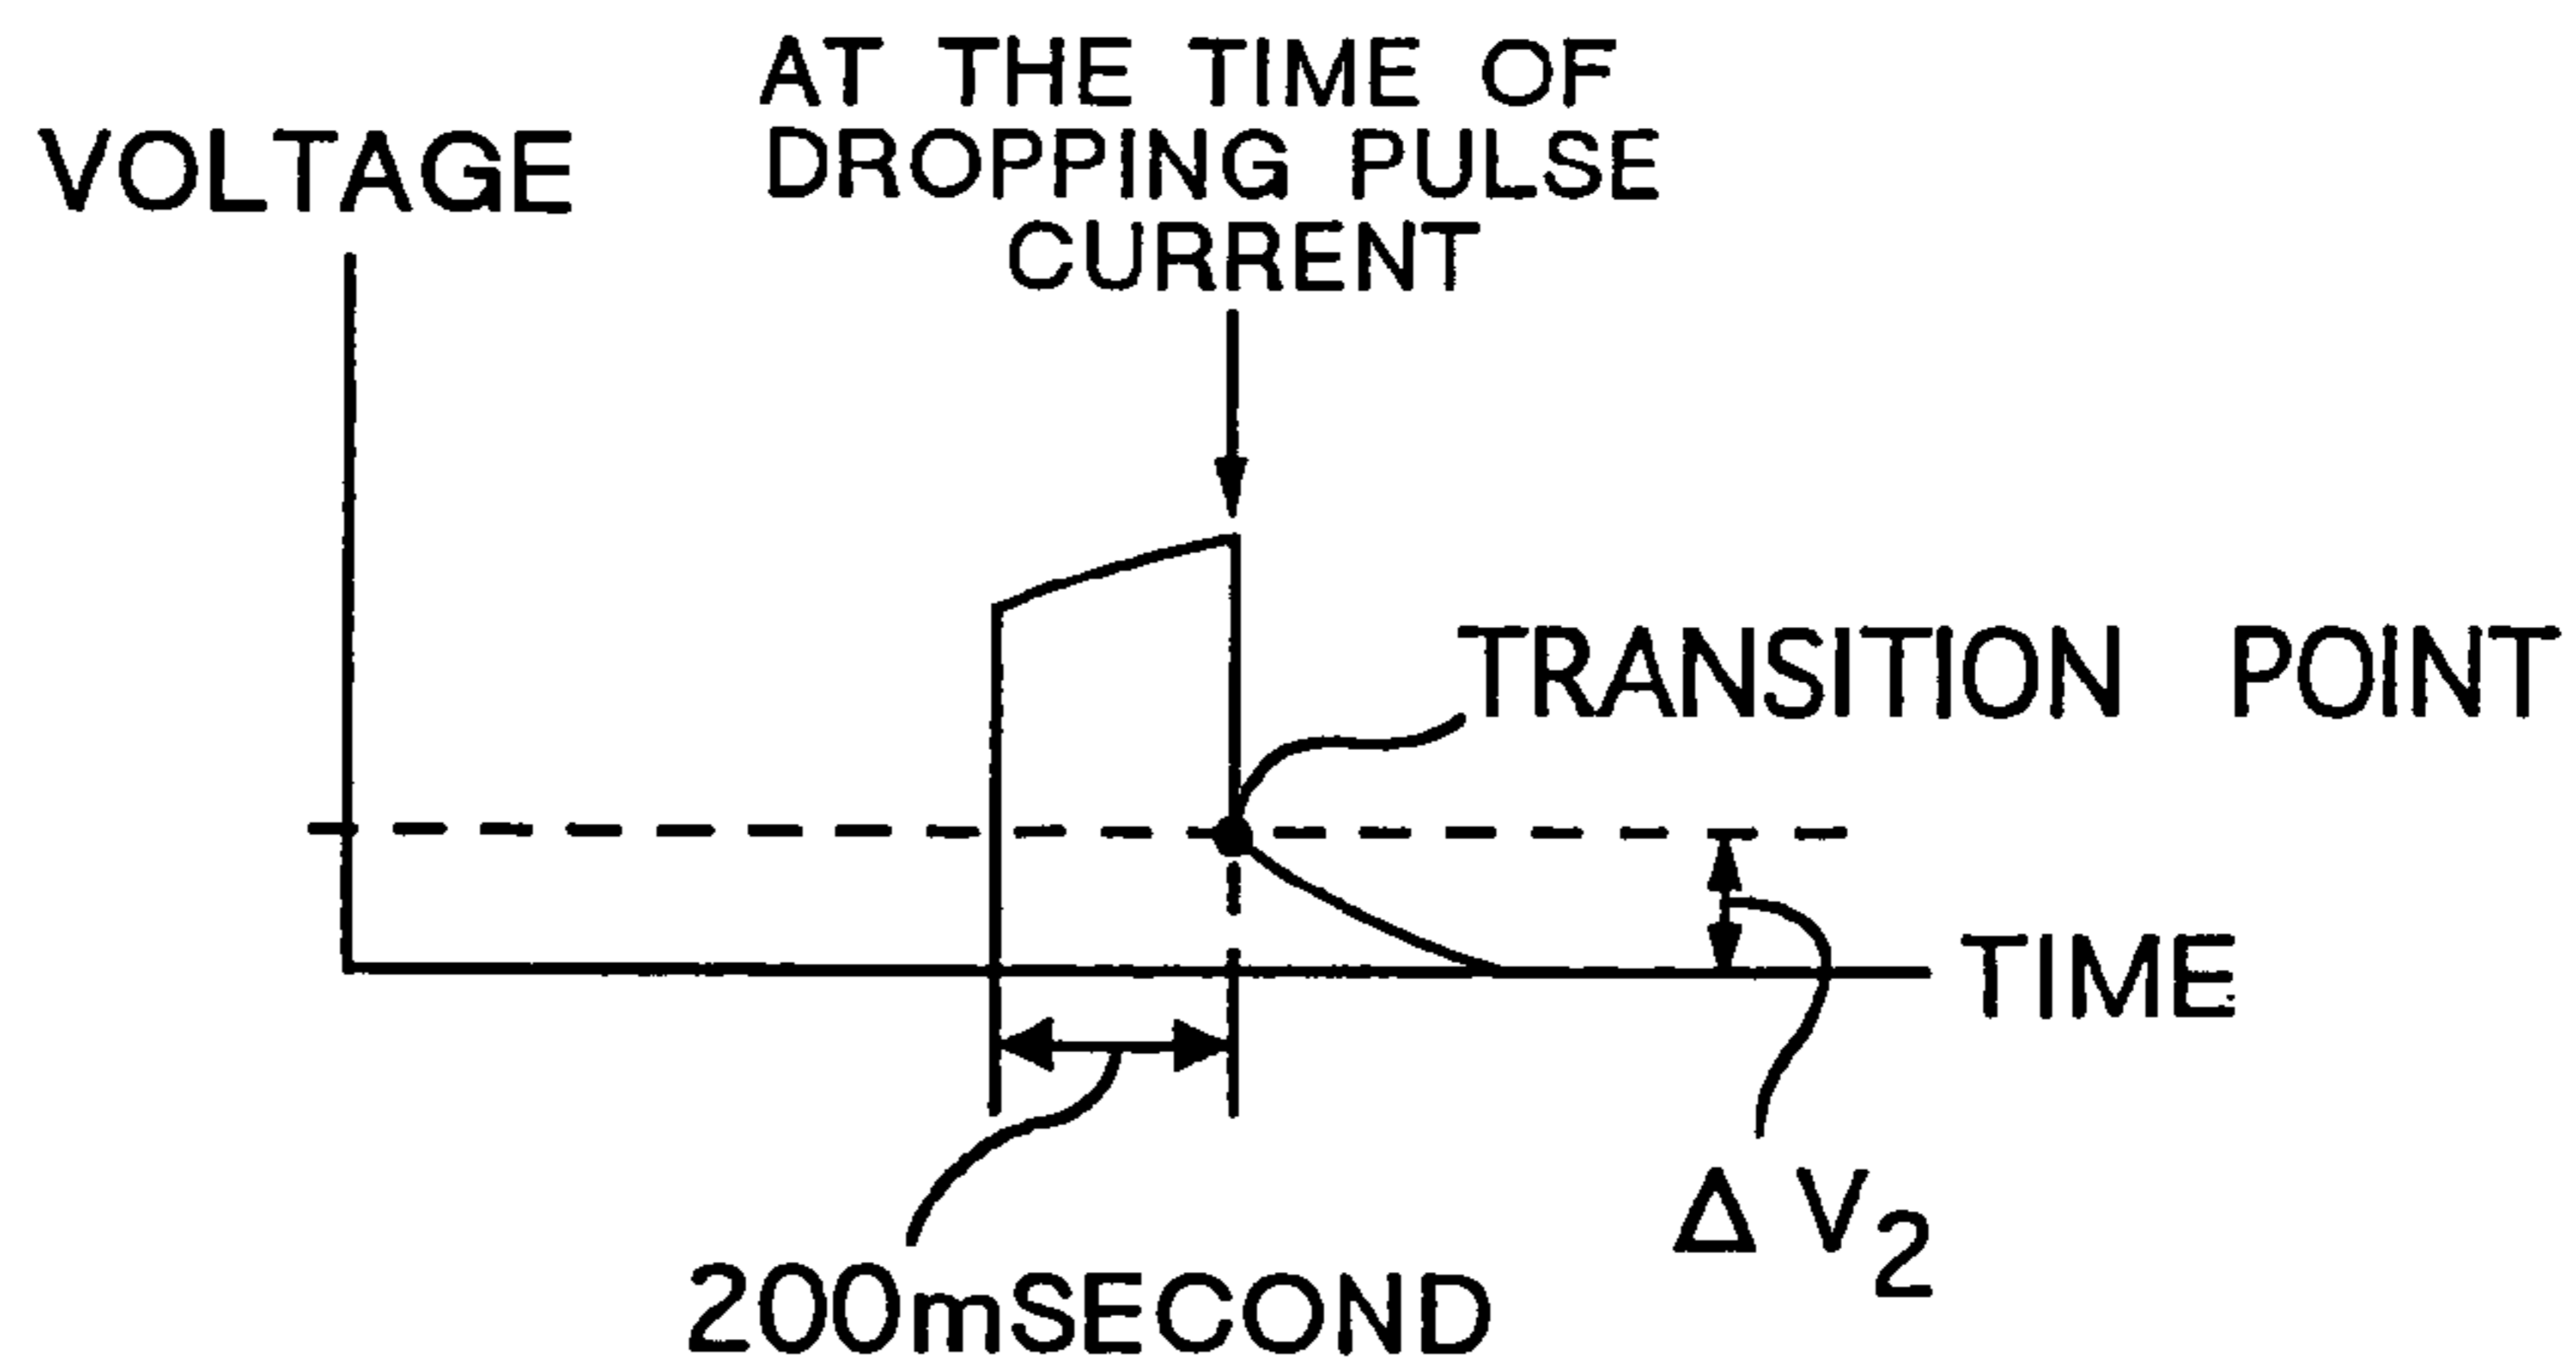 AT THE TIME OF
DROPPING PULSE
CURRENT
VOLTAGE
TRANSITION POINT
TIME
ΔV₂
200mSECOND